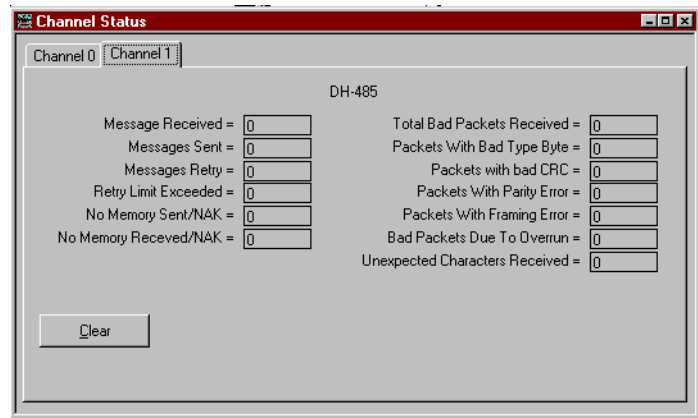 Channel Status
Channel 0 Channel 1
DH-485
Message Received = 0
Messages Sent = 0
Messages Retry = 0
Retry Limit Exceeded = 0
No Memory Sent/NAK = 0
No Memory Receved/NAK = 0
Total Bad Packets Received = 0
Packets With Bad Type Byte = 0
Packets with bad CRC = 0
Packets With Parity Error = 0
Packets With Framing Error = 0
Bad Packets Due To Overrun = 0
Unexpected Characters Received = 0
Clear